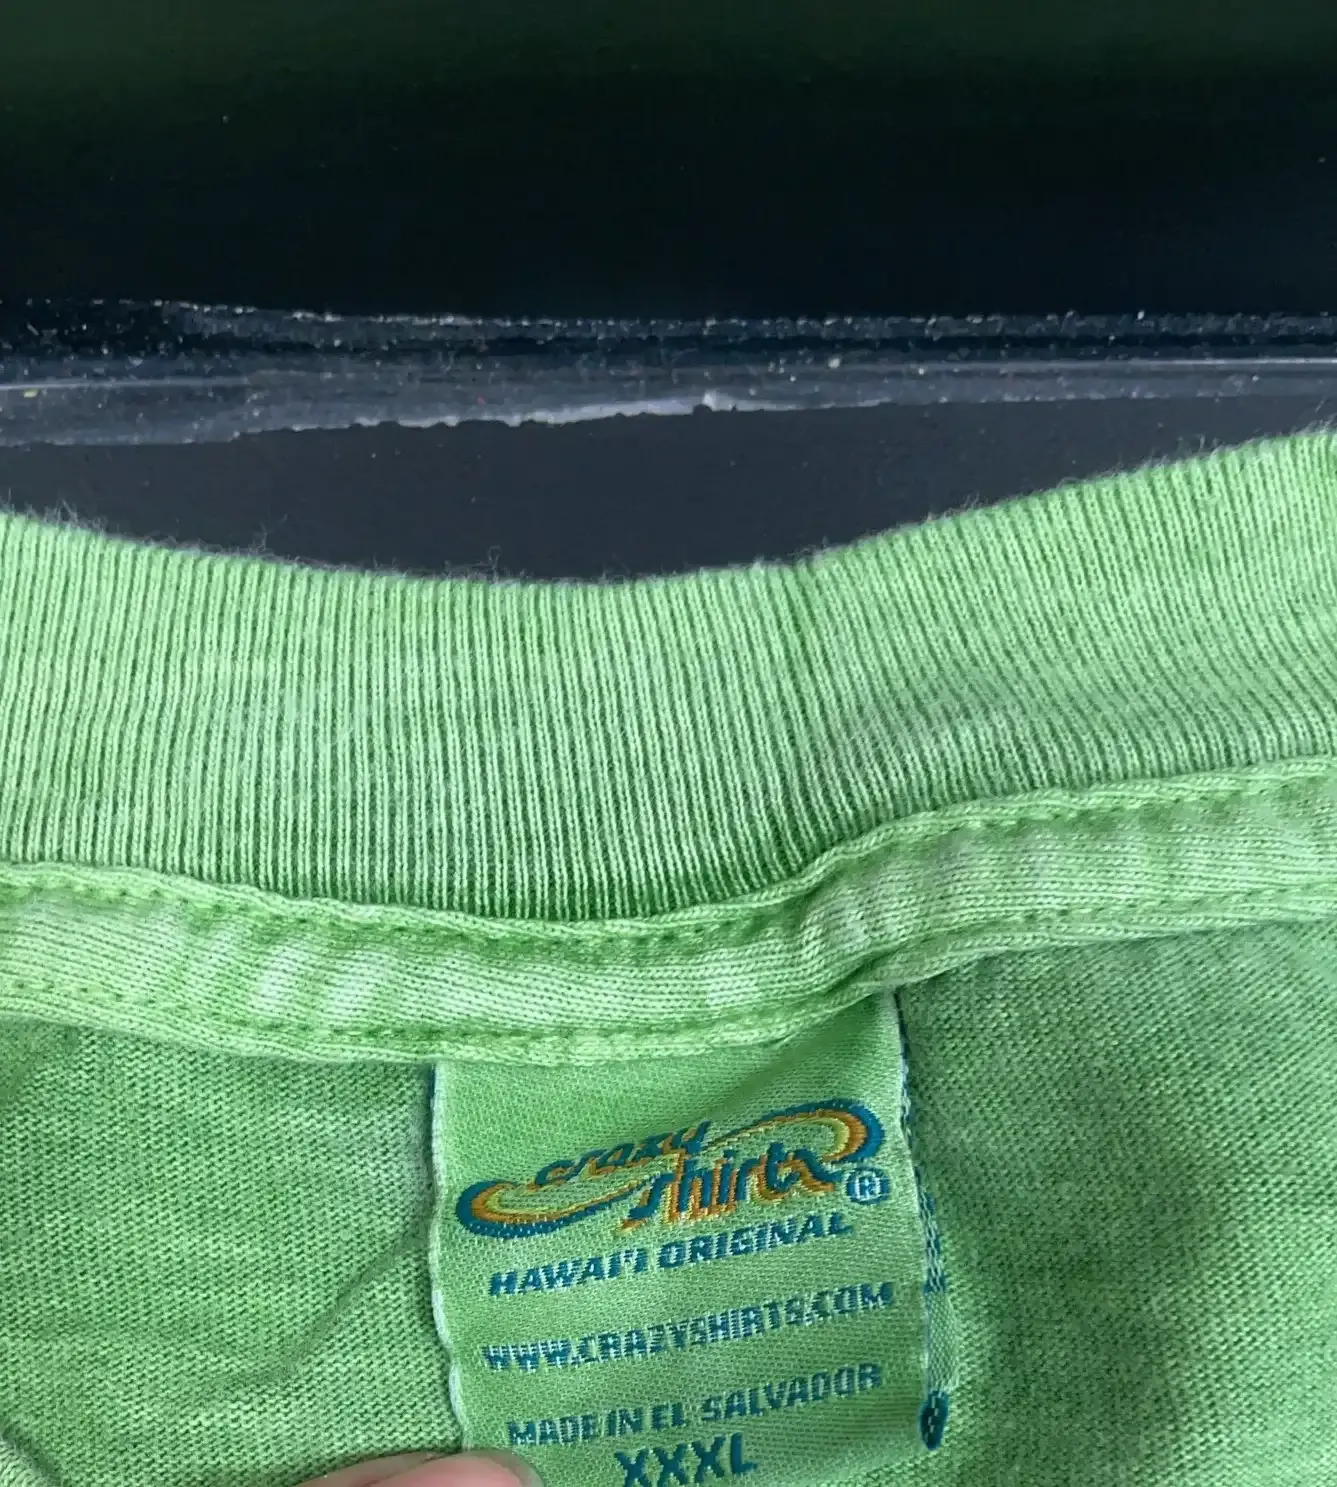 crazy
shirts®
HAWAI'I ORIGINAL
WWW.CRAZYSHIRTS.COM
MADE IN EL SALVADOR
XXXL